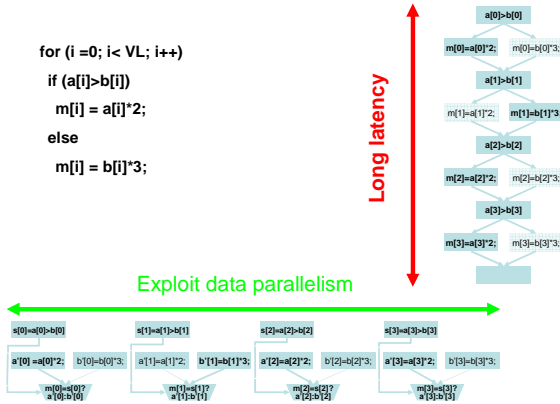 for (i =0; i< VL; i++)
if (a[i]>b[i])
m[i] = a[i]*2;
else
m[i] = b[i]*3;
Long latency
a[0]>b[0]
m[0]=a[0]*2; m[0]=b[0]*3;
a[1]>b[1]
m[1]=a[1]*2; m[1]=b[1]*3;
a[2]>b[2]
m[2]=a[2]*2; m[2]=b[2]*3;
a[3]>b[3]
m[3]=a[3]*2; m[3]=b[3]*3;
Exploit data parallelism
s[0]=a[0]>b[0] s[1]=a[1]>b[1] s[2]=a[2]>b[2] s[3]=a[3]>b[3]
a'[0] =a[0]*2; b'[0]=b[0]*3; a'[1]=a[1]*2; b'[1]=b[1]*3; a'[2]=a[2]*2; b'[2]=b[2]*3; a'[3]=a[3]*2; b'[3]=b[3]*3;
m[0]=s[0]? m[1]=s[1]? m[2]=s[2]? m[3]=s[3]?
a'[0]:b'[0] a'[1]:b'[1] a'[2]:b'[2] a'[3]:b'[3]